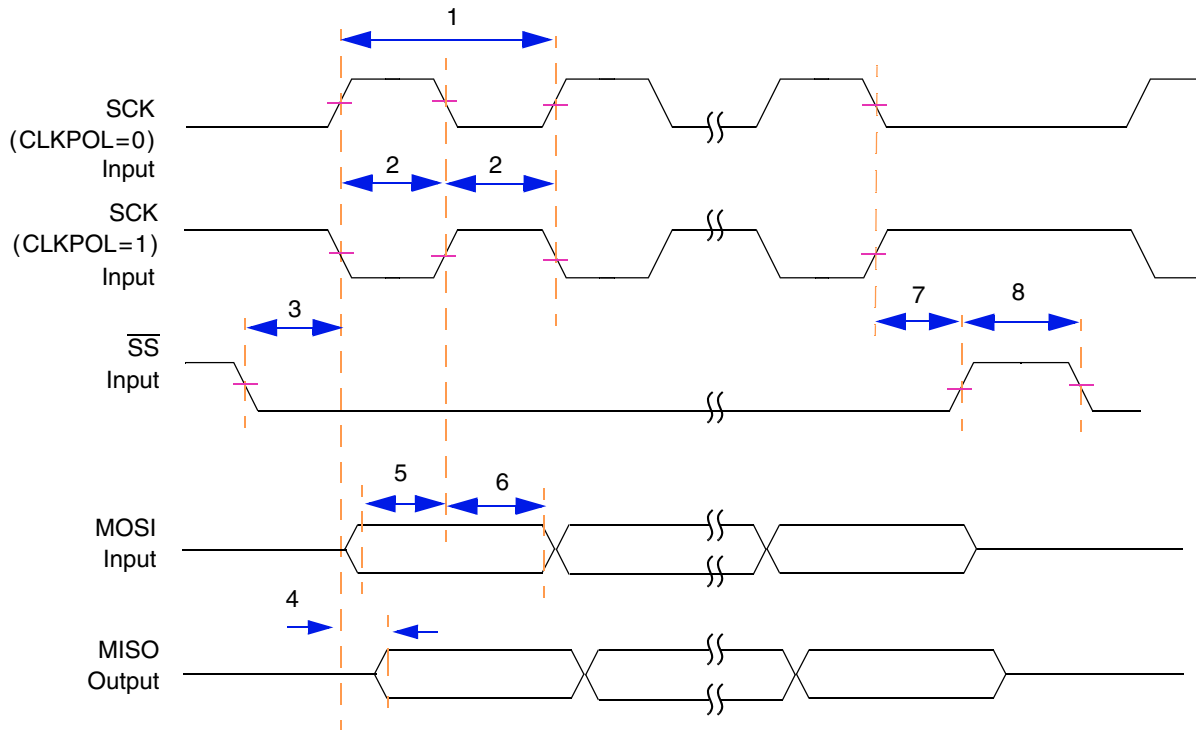 1
SCK
(CLKPOL=0)
Input
2 2
SCK
(CLKPOL=1)
Input
3
7 8
SS
Input
5 6
MOSI
Input
4
MISO
Output